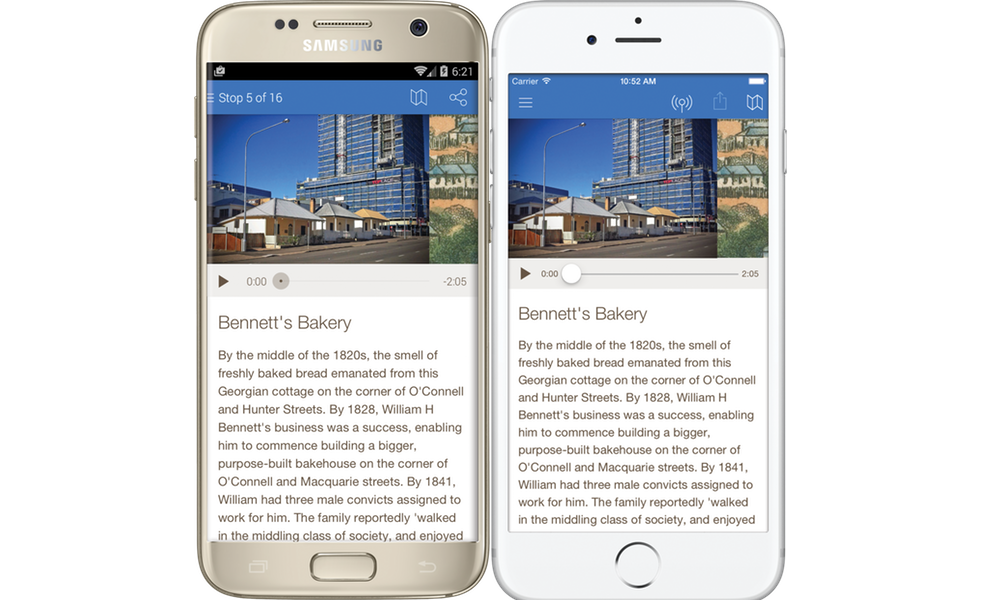 SAMSUNG
6:21
Stop 5 of 16
0:00
-2:05
Bennett's Bakery
By the middle of the 1820s, the smell of
freshly baked bread emanated from this
Georgian cottage on the corner of O'Connell
and Hunter Streets. By 1828, William H
Bennett's business was a success, enabling
him to commence building a bigger,
purpose-built bakehouse on the corner of
O'Connell and Macquarie streets. By 1841,
William had three male convicts assigned to
work for him. The family reportedly 'walked
in the middling class of society, and enjoyed
Carrier
10:52 AM
0:00
2:05
Bennett's Bakery
By the middle of the 1820s, the smell of
freshly baked bread emanated from this
Georgian cottage on the corner of O'Connell
and Hunter Streets. By 1828, William H
Bennett's business was a success, enabling
him to commence building a bigger,
purpose-built bakehouse on the corner of
O'Connell and Macquarie streets. By 1841,
William had three male convicts assigned to
work for him. The family reportedly 'walked
in the middling class of society, and enjoyed